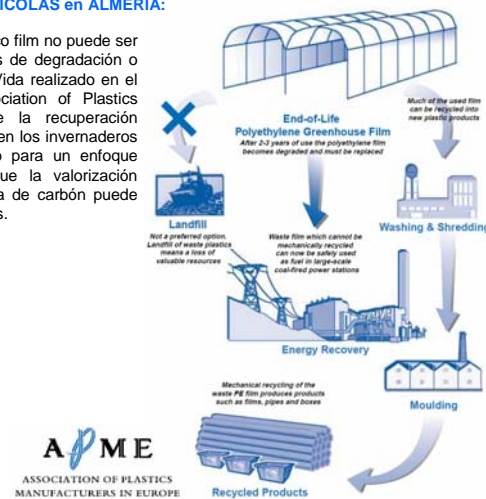 ÍCOLAS en ALMERÍA:
co film no puede ser
s de degradación o
Vida realizado en el
ciation of Plastics
e la recuperación
en los invernaderos
o para un enfoque
ue la valorización
a de carbón puede
s.
End-of-Life
Polyethylene Greenhouse Film
After 2-3 years of use the polyethylene film
becomes degraded and must be replaced
Much of the used film
can be recycled into
new plastic products
Landfill
Not a preferred option.
Landfill of waste plastics
means a loss of
valuable resources
Waste film which cannot be
mechanically recycled
can now be safely used
as fuel in large-scale
coal-fired power stations
Washing & Shredding
Energy Recovery
Moulding
Mechanical recycling of the
waste PE film produces products
such as films, pipes and boxes
Recycled Products
APME
ASSOCIATION OF PLASTICS
MANUFACTURERS IN EUROPE